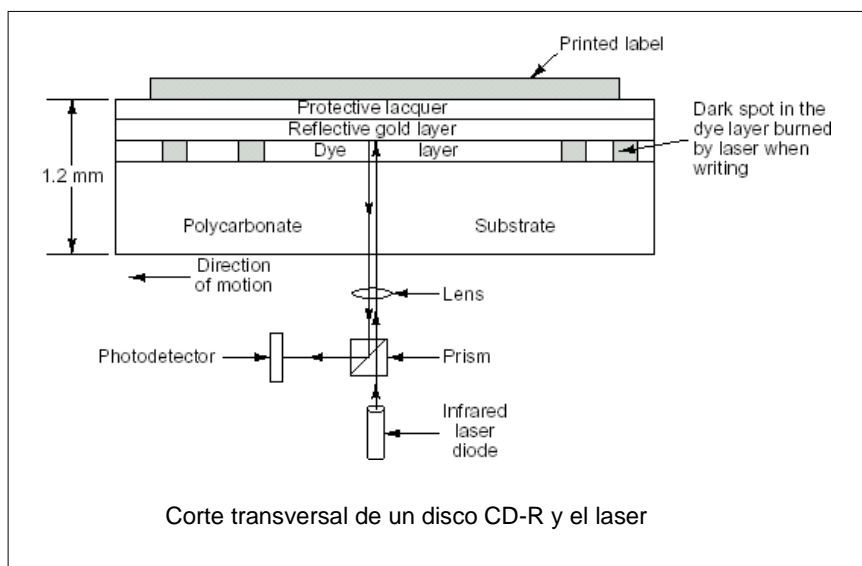 Printed label
Protective lacquer
Reflective gold layer
Dark spot in the
dye layer burned
by laser when
writing
Dye layer
1.2 mm
Polycarbonate
Substrate
Direction
of motion
Lens
Photodetector
Prism
Infrared
laser
diode
Corte transversal de un disco CD-R y el laser